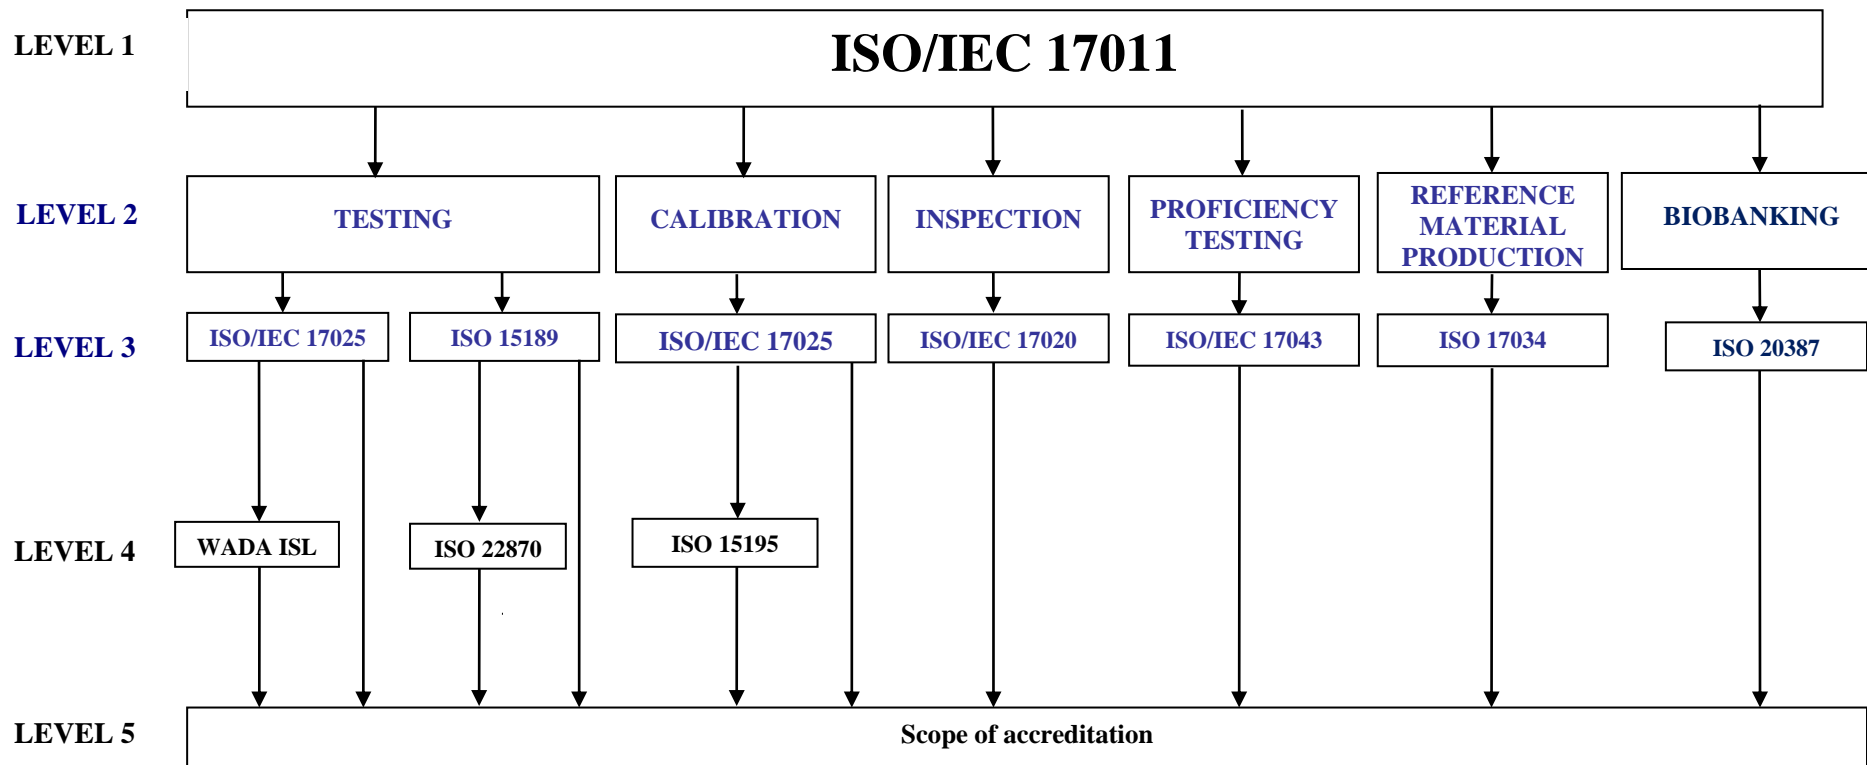 LEVEL 1
ISO/IEC 17011
LEVEL 2
TESTING
CALIBRATION
INSPECTION
PROFICIENCY
TESTING
REFERENCE
MATERIAL
PRODUCTION
BIOBANKING
LEVEL 3
ISO/IEC 17025
ISO 15189
ISO/IEC 17025
ISO/IEC 17020
ISO/IEC 17043
ISO 17034
ISO 20387
LEVEL 4
WADA ISL
ISO 22870
ISO 15195
LEVEL 5
Scope of accreditation